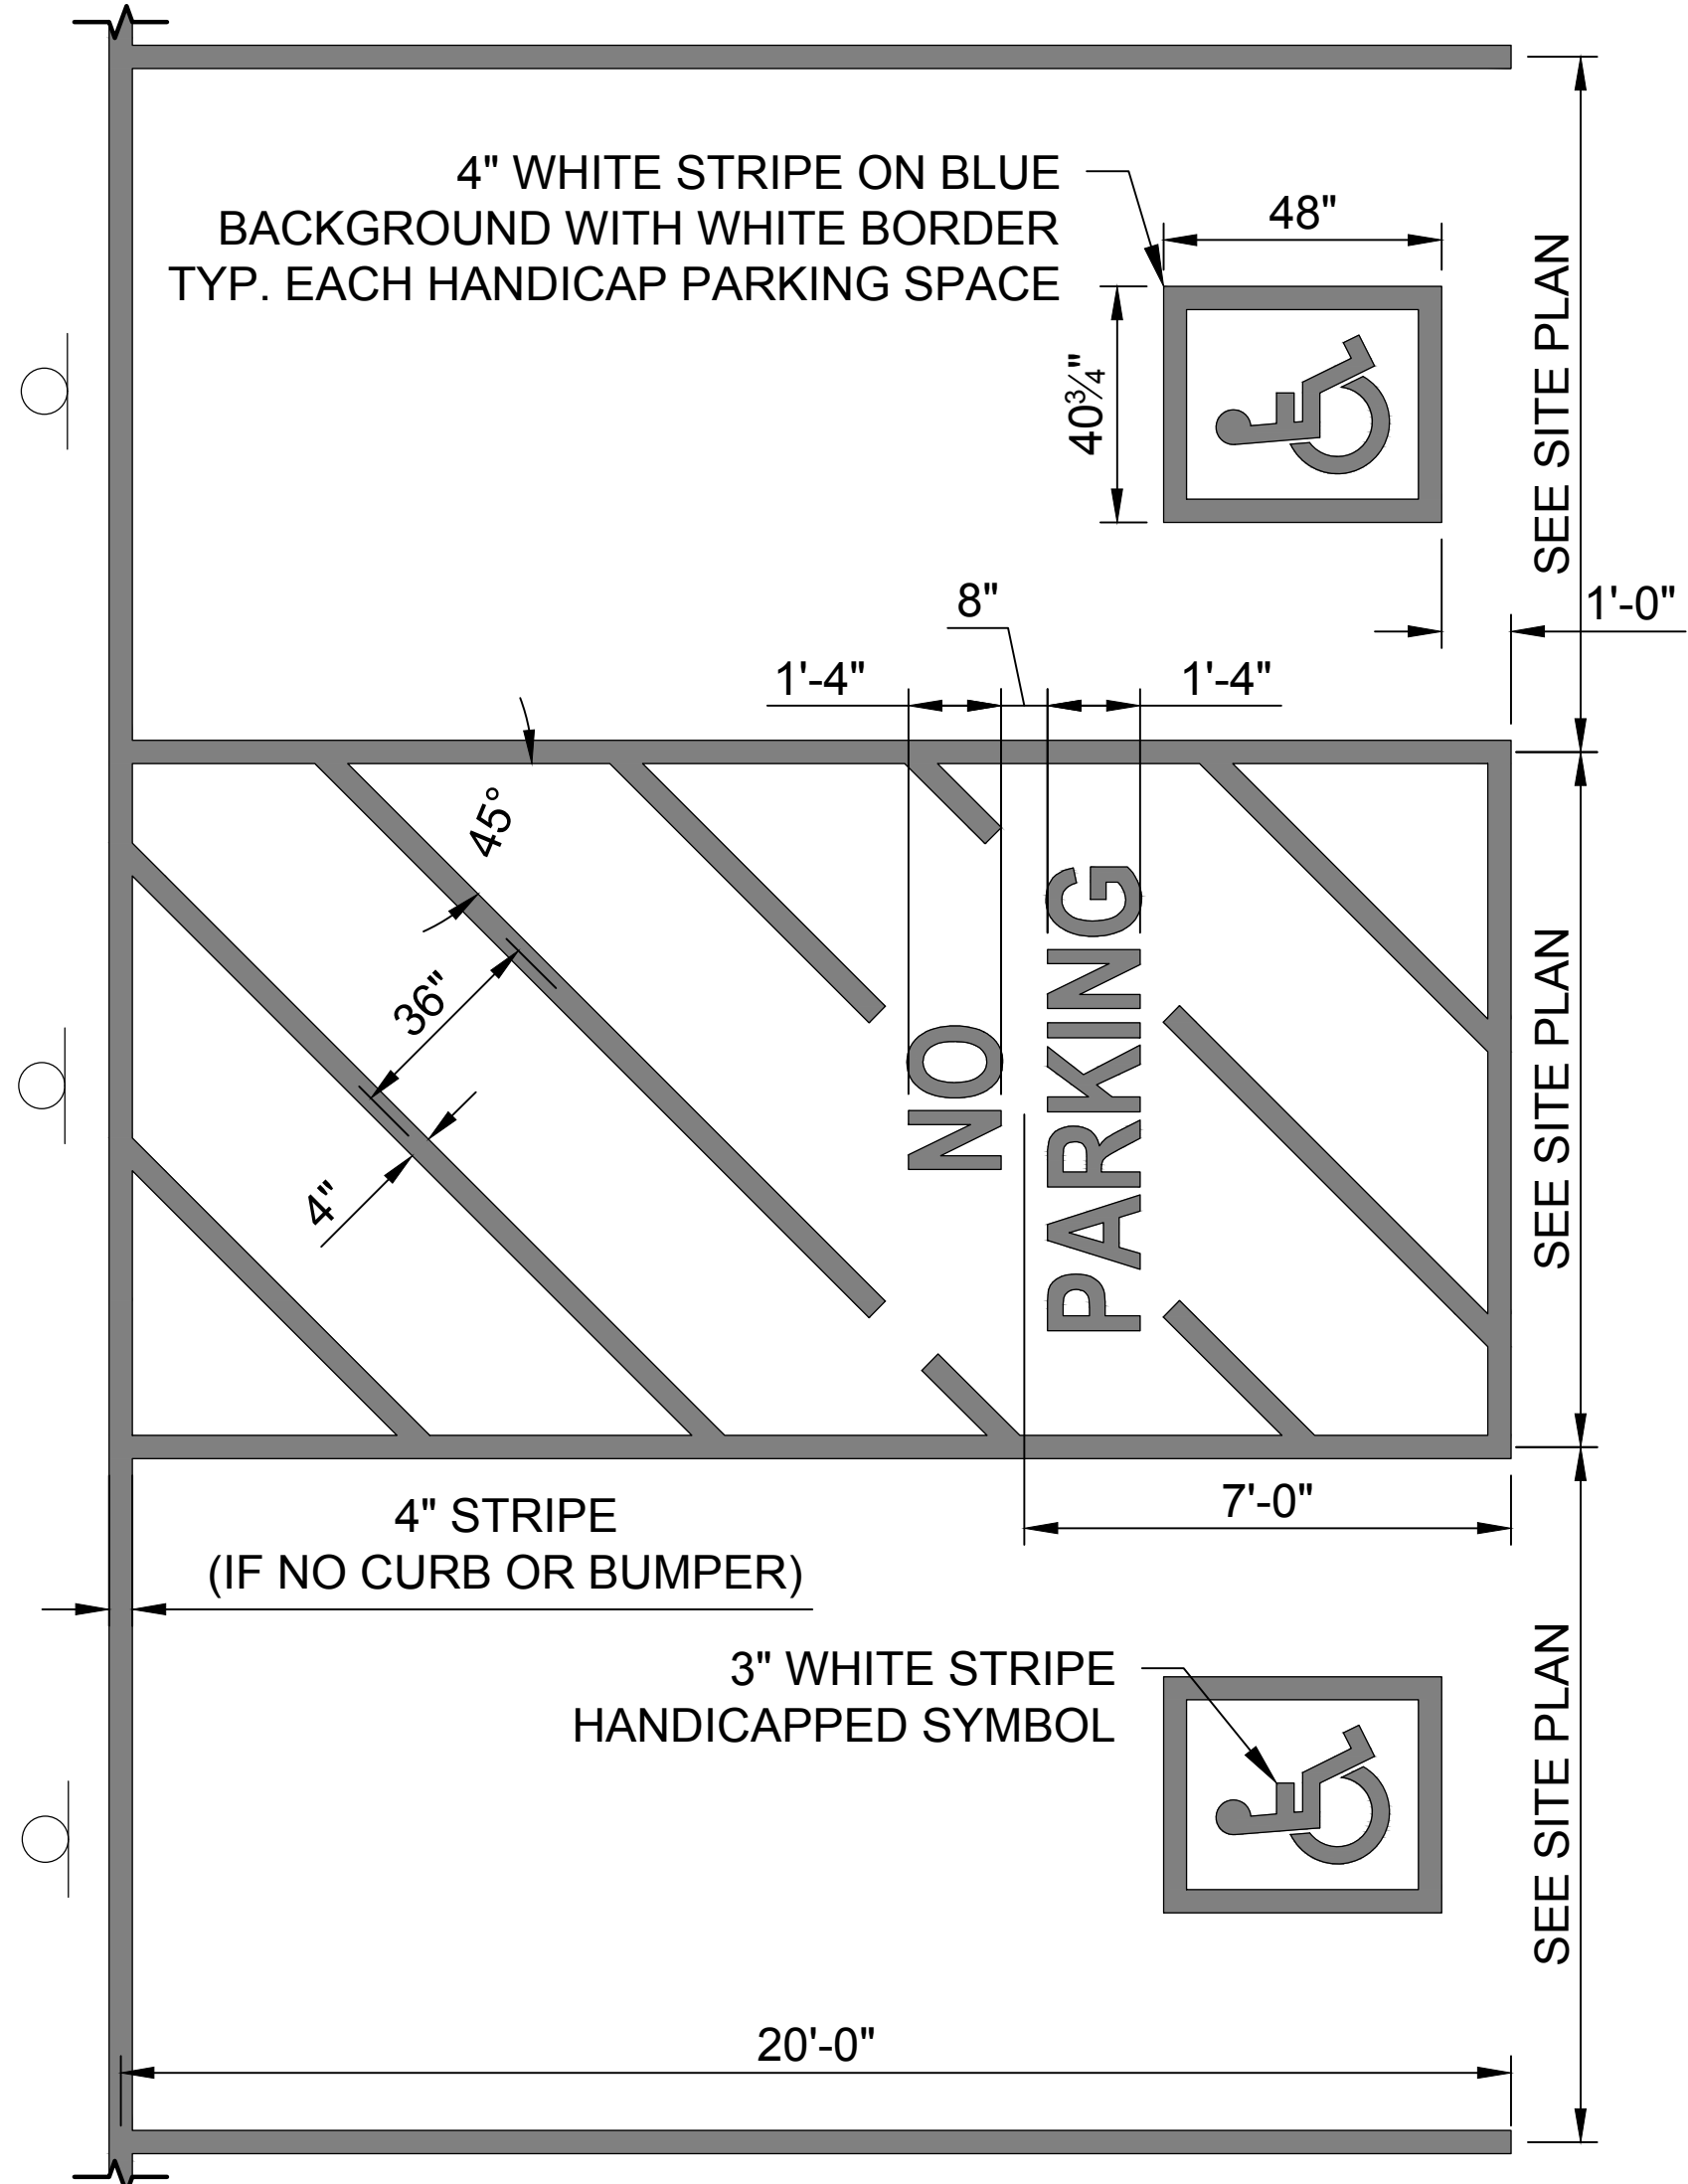 4" WHITE STRIPE ON BLUE
BACKGROUND WITH WHITE BORDER
TYP. EACH HANDICAP PARKING SPACE
48"
40¾"
SEE SITE PLAN
1'-0"
8"
1'-4"
1'-4"
45°
36"
4"
NO
PARKING
SEE SITE PLAN
7'-0"
4" STRIPE
(IF NO CURB OR BUMPER)
3" WHITE STRIPE
HANDICAPPED SYMBOL
SEE SITE PLAN
20'-0"